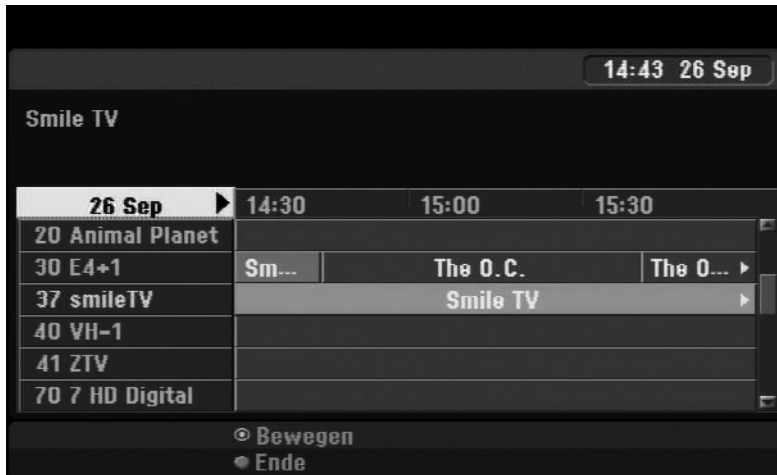 14:43 26 Sep
Smile TV
26 Sep 14:30 15:00 15:30
20 Animal Planet
30 E4+1 Sm... The O.C. The O...
37 smileTV Smile TV
40 VH-1
41 ZTV
70 7 HD Digital
Bewegen
Ende